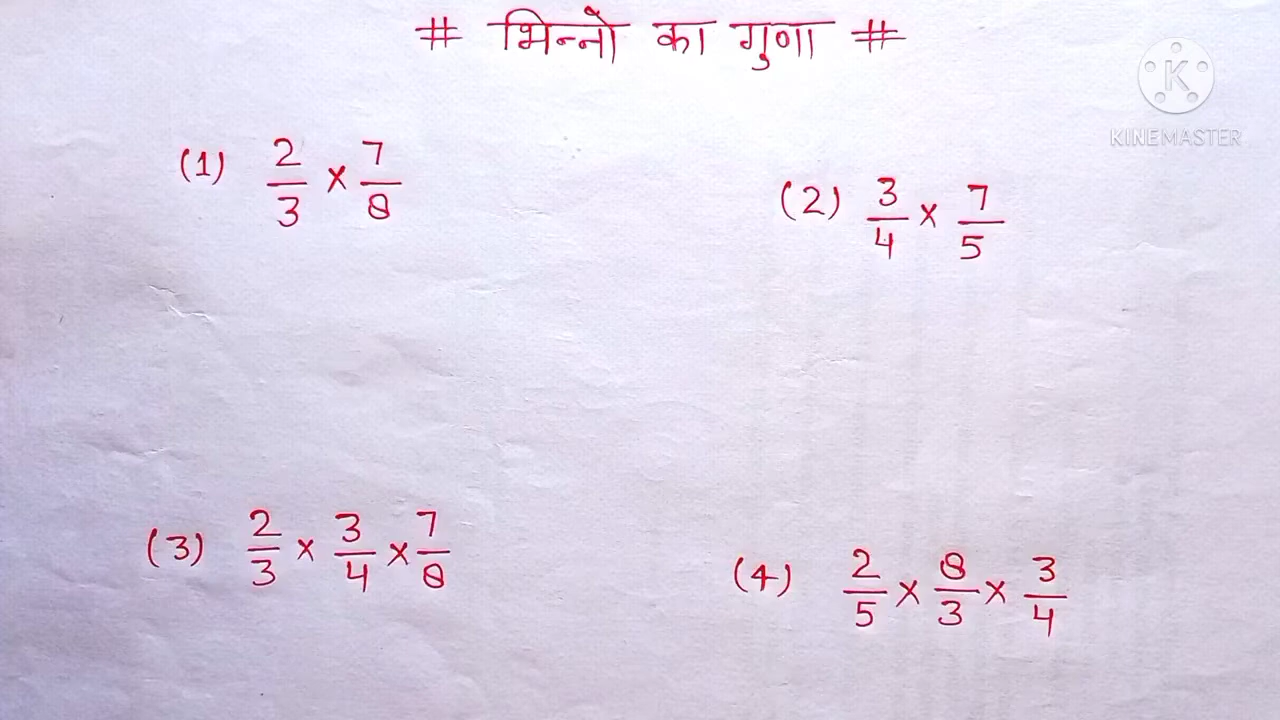 # भिन्नो का गुणा #
K
KINEMASTER
(1) 2/3 × 7/8
(2) 3/4 × 7/5
(3) 2/3 × 3/4 × 7/8
(4) 2/5 × 8/3 × 3/4